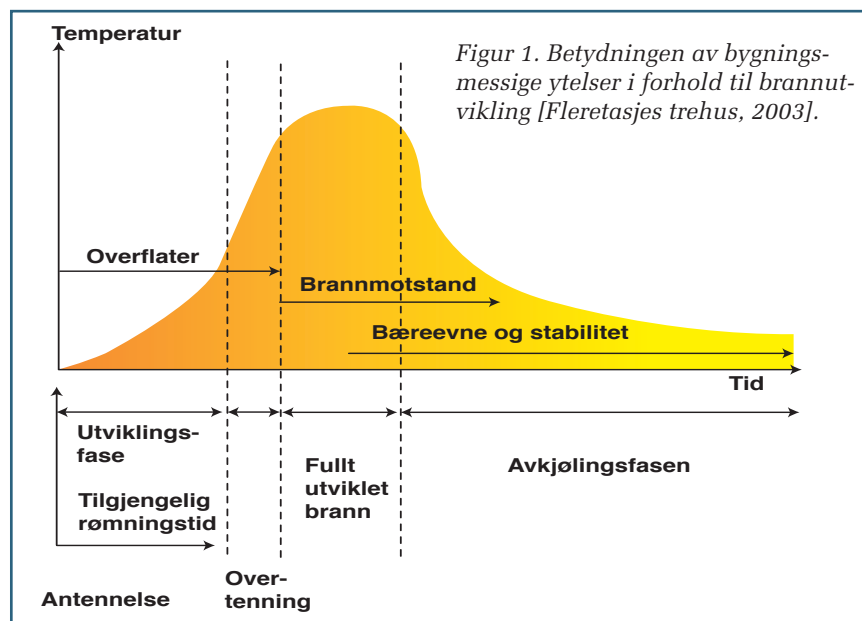 Temperatur
Figur 1. Betydningen av bygnings-
messige ytelser i forhold til brannut-
vikling [Fleretasjes trehus, 2003].
Overflater
Brannmotstand
Bæreevne og stabilitet
Tid
Utviklings-
fase
Fullt
utviklet
brann
Avkjølingsfasen
Tilgjengelig
rømningstid
Over-
tenning
Antennelse